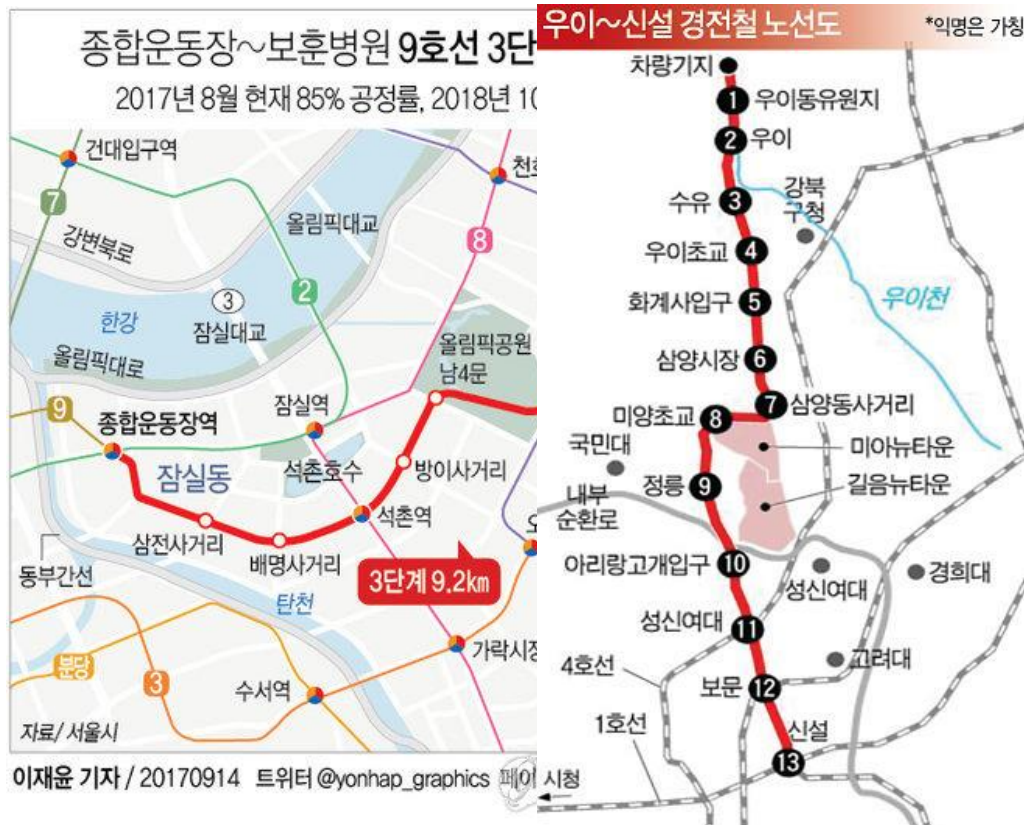 종합운동장~보훈병원 9호선 3단
2017년 8월 현재 85% 공정률, 2018년 10
건대입구역
천호
7
강변북로
올림픽대교
8
2
3
잠실대교
한강
올림픽대로
올림픽공원
남4문
9
종합운동장역
잠실역
잠실동
석촌호수
방이사거리
석촌역
삼전사거리
배명사거리
오
동부간선
3단계 9.2km
탄천
가락시장
분당
3
수서역
자료/ 서울시
이재윤 기자 / 20170914 트위터 @yonhap_graphics 페이
우이~신설 경전철 노선도
*익명은 가칭
차량기지
1 우이동유원지
2 우이
수유 3
강북
구청
우이초교 4
우이천
화계사입구 5
삼양시장 6
7 삼양동사거리
미양초교 8
국민대
미아뉴타운
정릉 9
길음뉴타운
내부
순환로
아리랑고개입구 10
성신여대
경희대
성신여대 11
고려대
4호선
보문 12
1호선
신설
13
시청